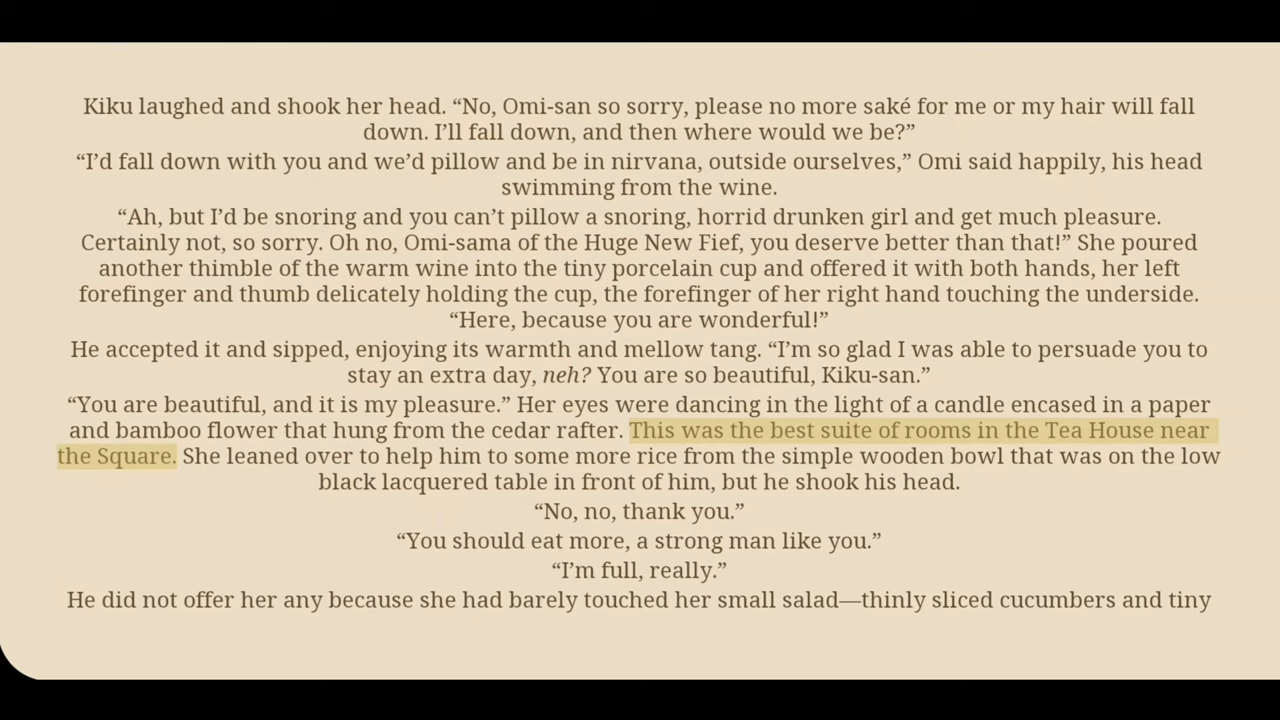 Kiku laughed and shook her head. “No, Omi-san so sorry, please no more saké for me or my hair will fall
down. I’ll fall down, and then where would we be?”
“I’d fall down with you and we’d pillow and be in nirvana, outside ourselves,” Omi said happily, his head
swimming from the wine.
“Ah, but I’d be snoring and you can’t pillow a snoring, horrid drunken girl and get much pleasure.
Certainly not, so sorry. Oh no, Omi-sama of the Huge New Fief, you deserve better than that!” She poured
another thimble of the warm wine into the tiny porcelain cup and offered it with both hands, her left
forefinger and thumb delicately holding the cup, the forefinger of her right hand touching the underside.
“Here, because you are wonderful!”
He accepted it and sipped, enjoying its warmth and mellow tang. “I’m so glad I was able to persuade you to
stay an extra day, neh? You are so beautiful, Kiku-san.”
“You are beautiful, and it is my pleasure.” Her eyes were dancing in the light of a candle encased in a paper
and bamboo flower that hung from the cedar rafter. This was the best suite of rooms in the Tea House near
the Square. She leaned over to help him to some more rice from the simple wooden bowl that was on the low
black lacquered table in front of him, but he shook his head.
“No, no, thank you.”
“You should eat more, a strong man like you.”
“I’m full, really.”
He did not offer her any because she had barely touched her small salad—thinly sliced cucumbers and tiny